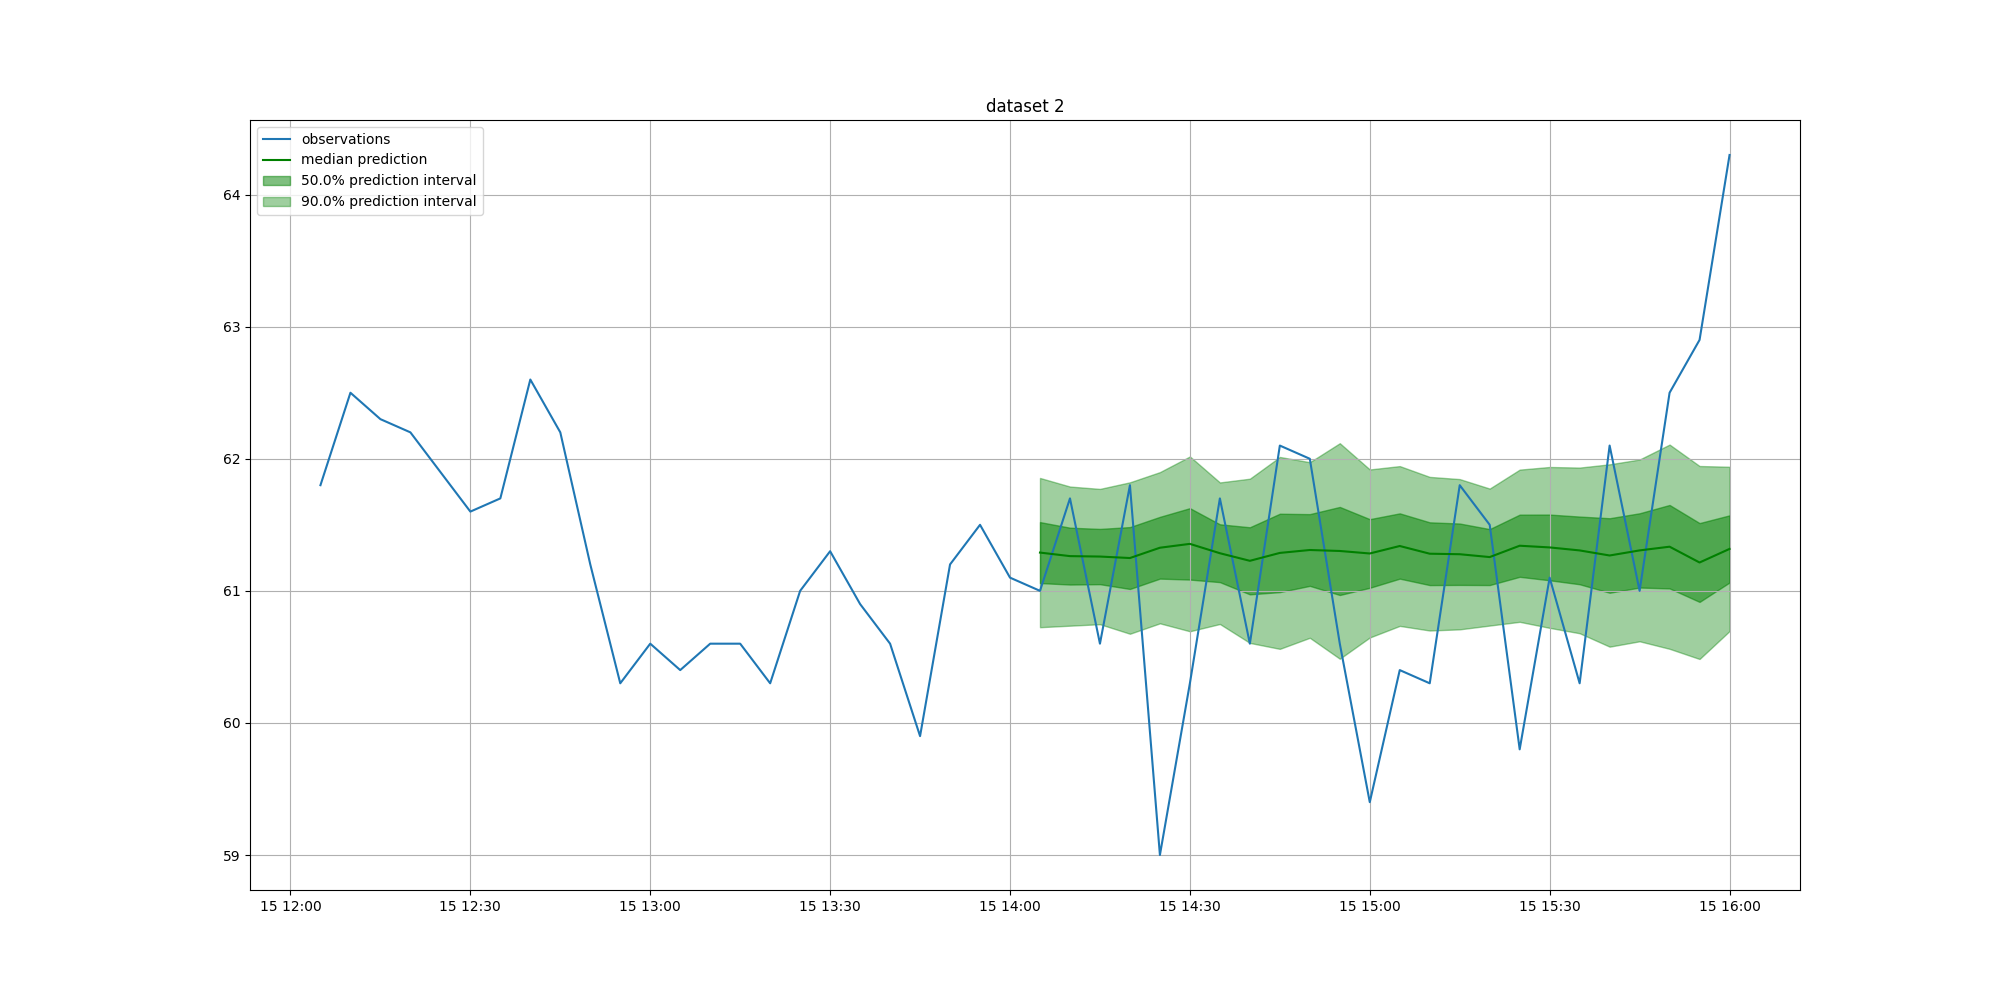 dataset 2
observations
median prediction
50.0% prediction interval
90.0% prediction interval
64
63
62
61
60
59
15 12:00 15 12:30 15 13:00 15 13:30 15 14:00 15 14:30 15 15:00 15 15:30 15 16:00